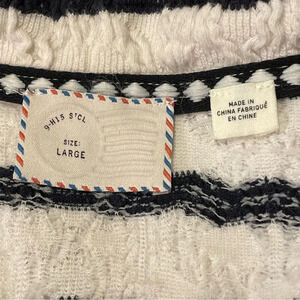 9-H15 S'CL
SIZE:
LARGE
MADE IN
CHINA FABRIQUÉ
EN CHINE